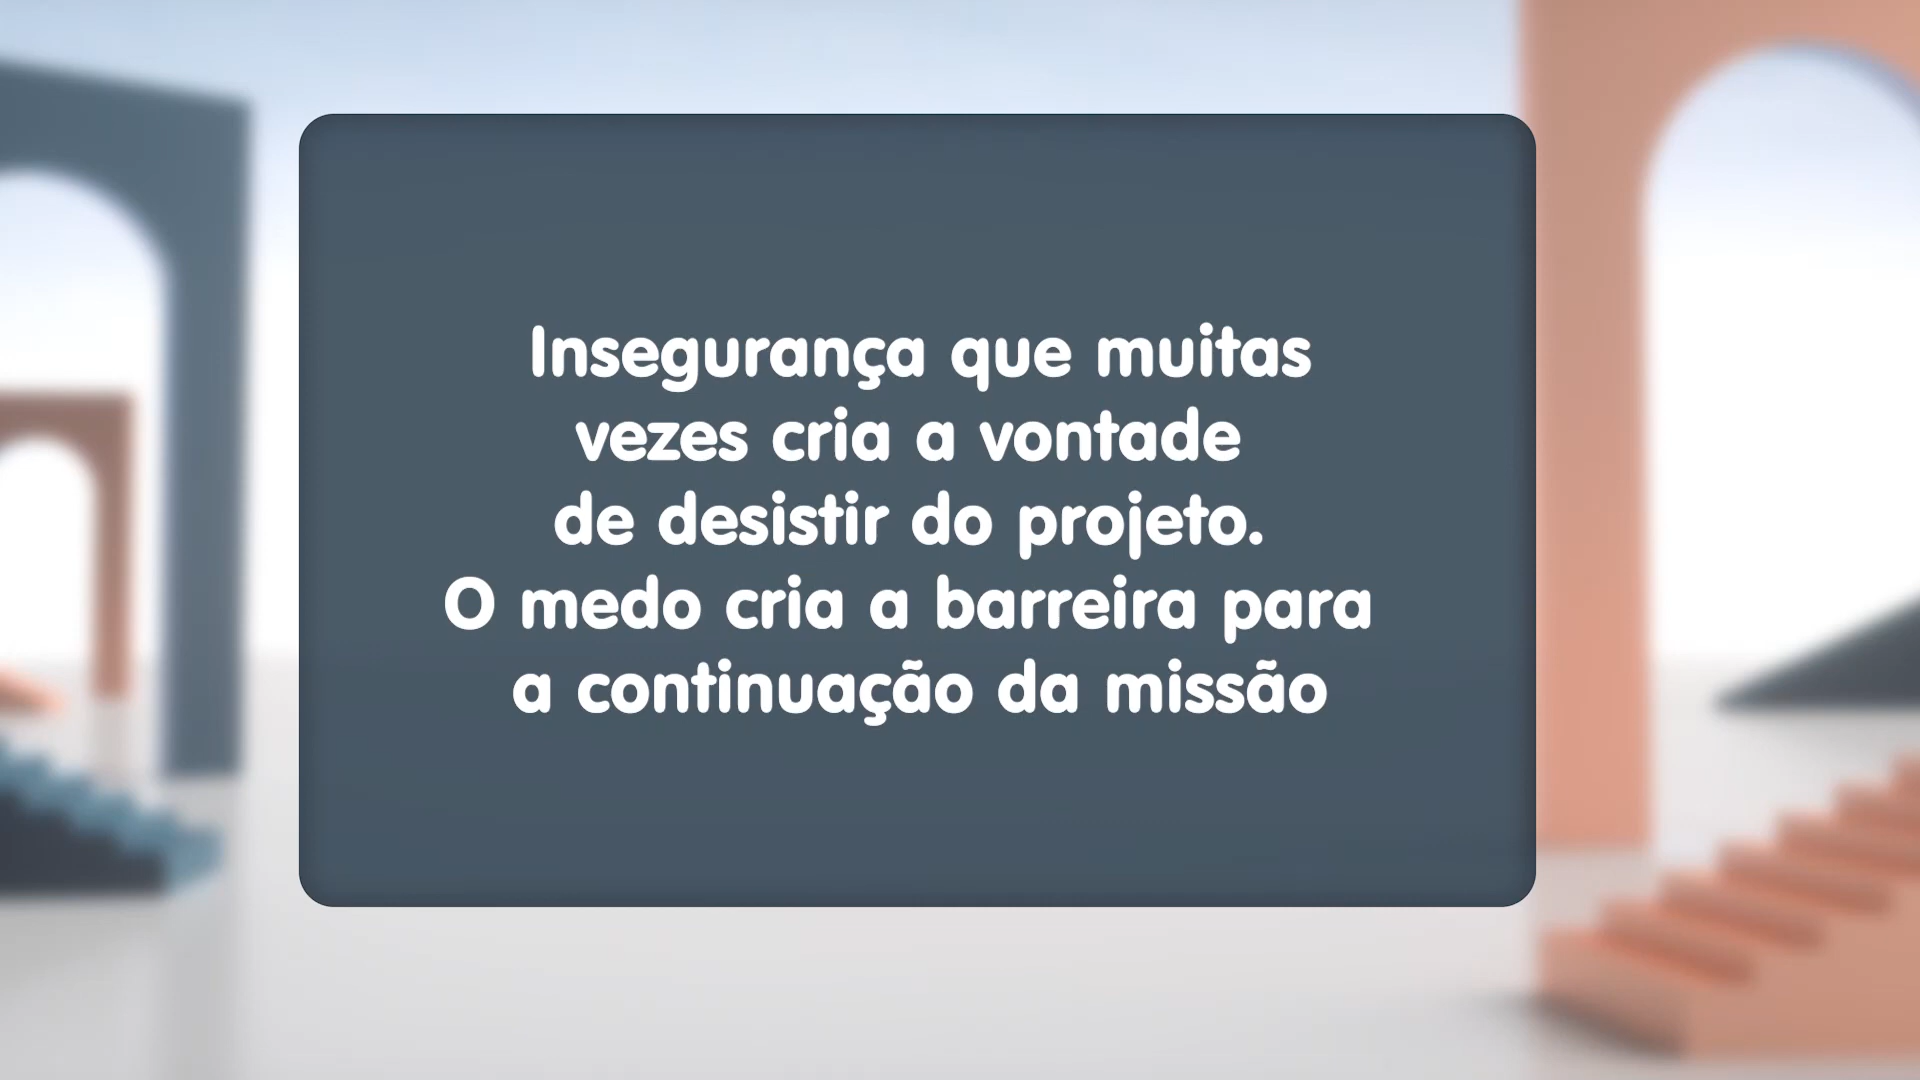 Insegurança que muitas
vezes cria a vontade
de desistir do projeto.
O medo cria a barreira para
a continuação da missão